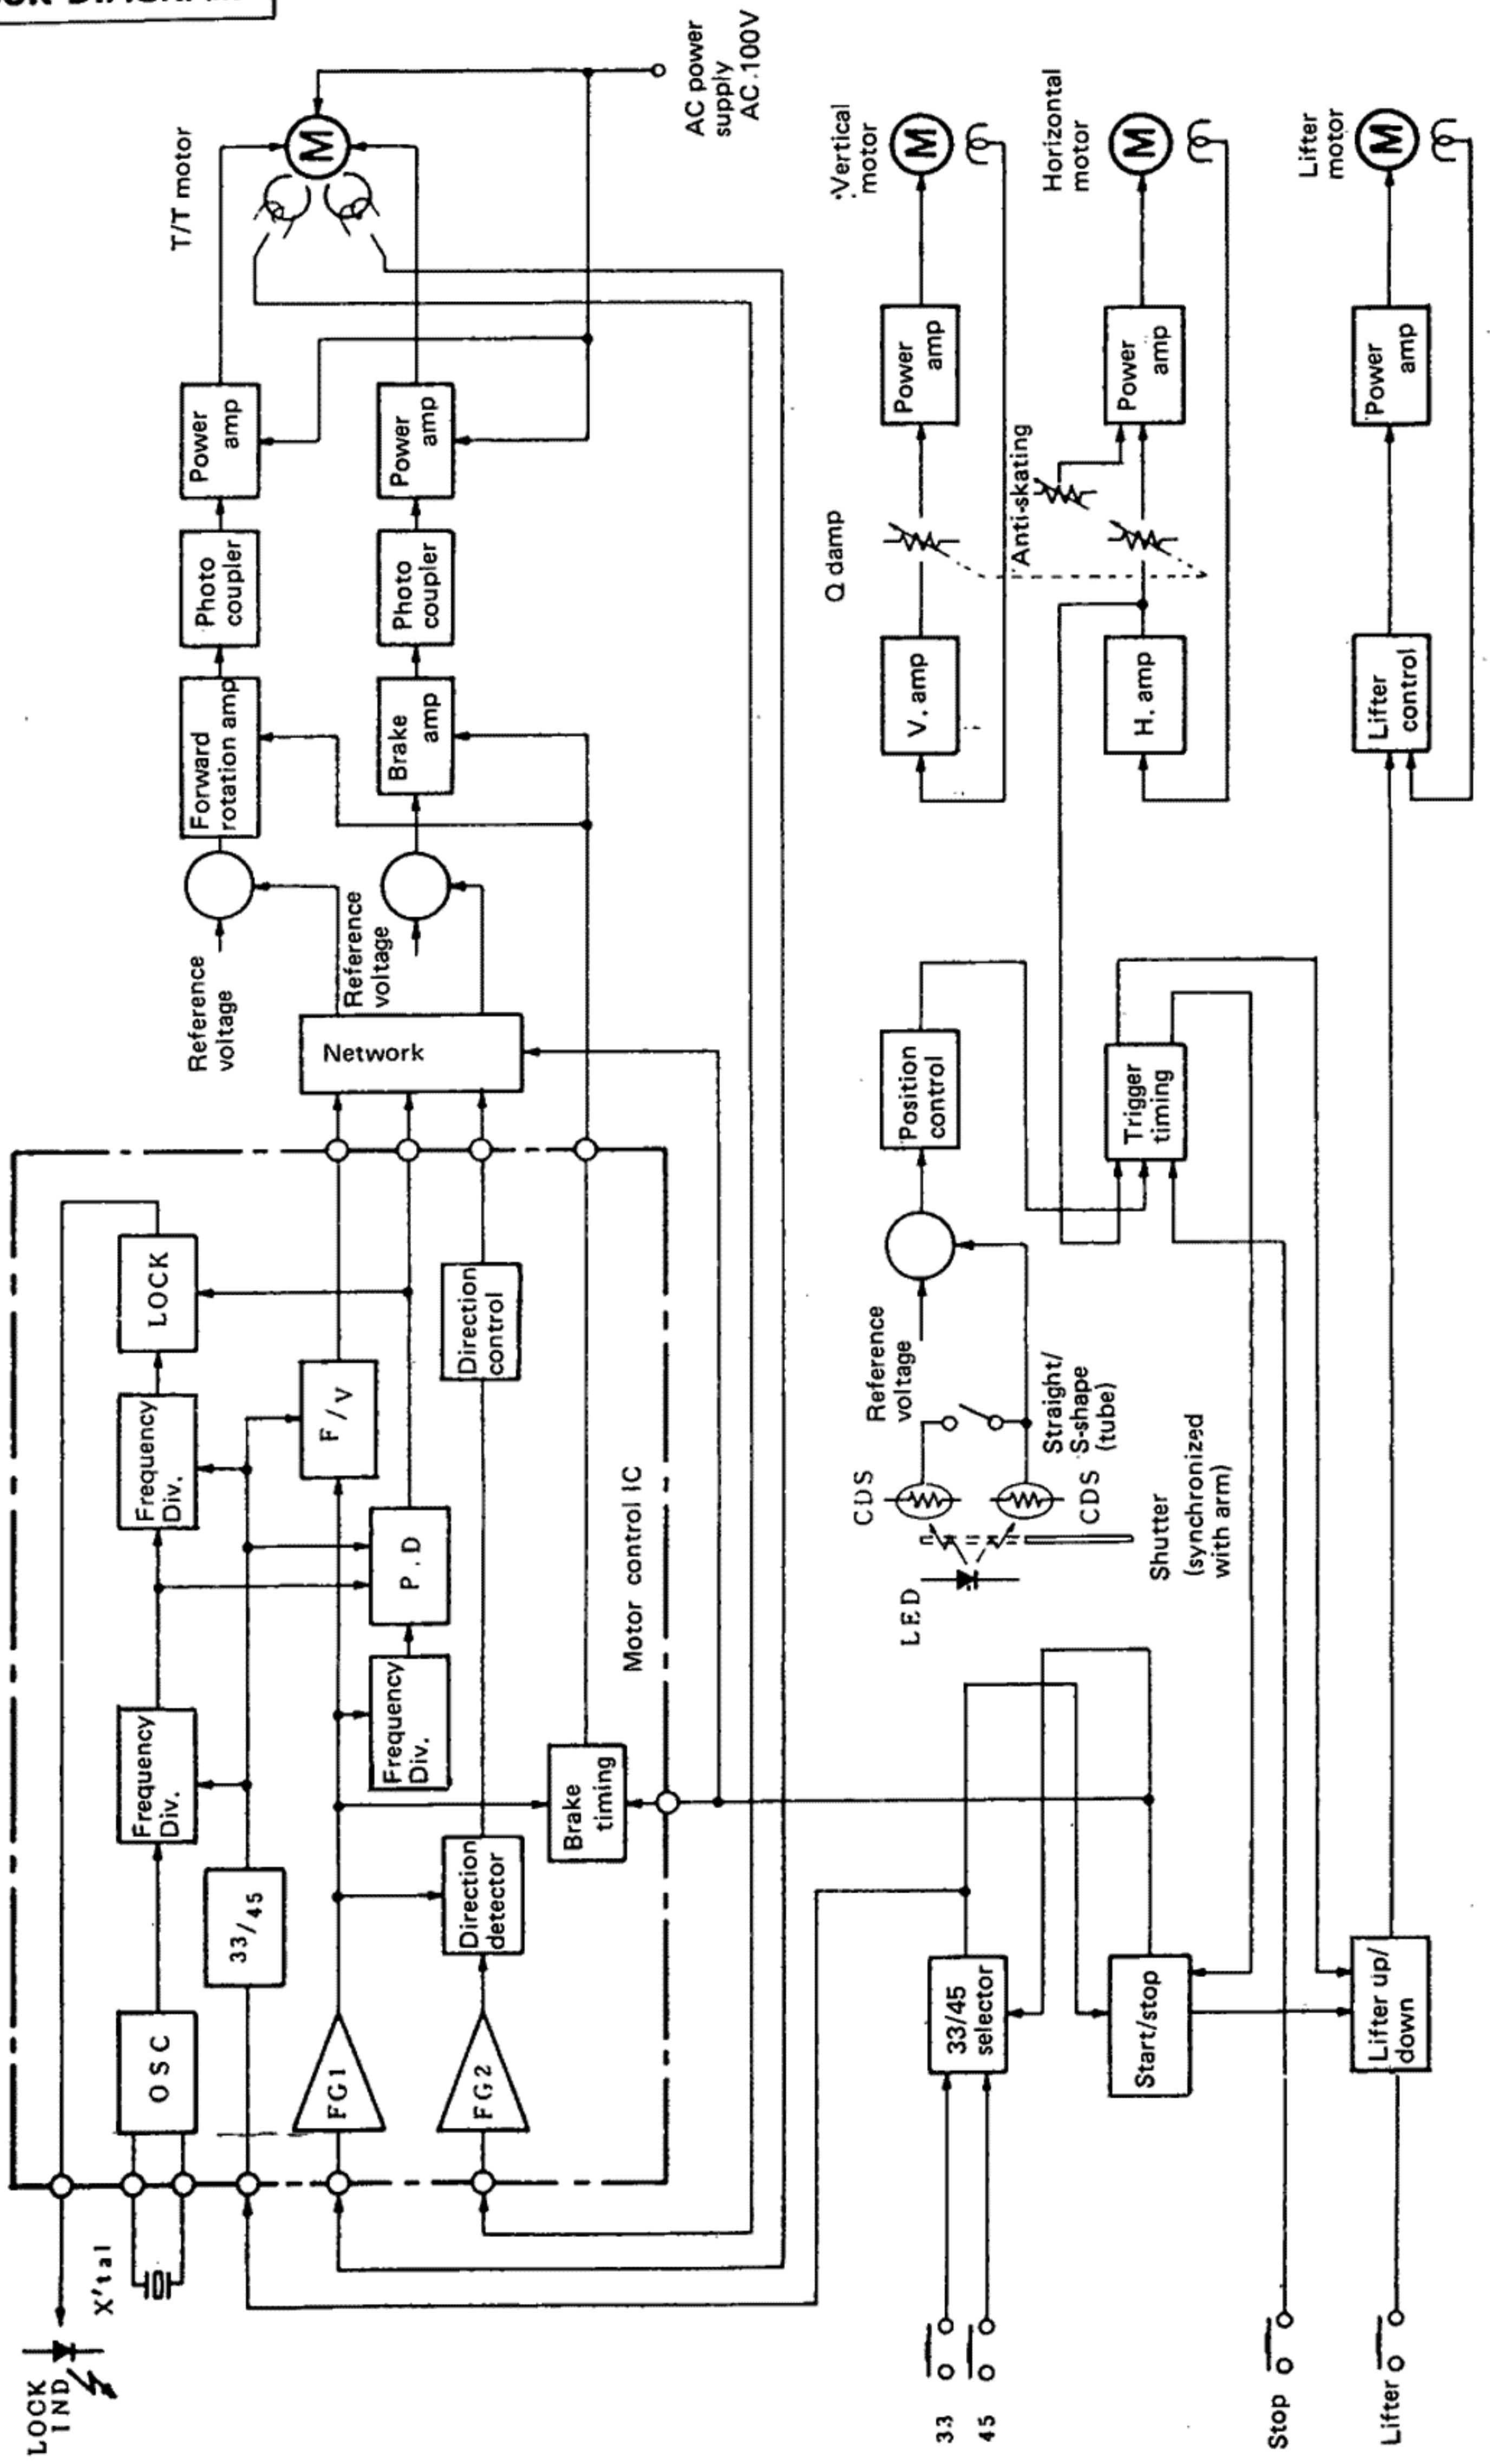 LOCK
IND
X'tal
OSC
33/45
Frequency
Div.
Frequency
Div.
LOCK
FG1
FG2
Direction
detector
Frequency
Div.
P.D
F/V
Direction
control
Brake
timing
Motor control IC
Network
Reference
voltage
Reference
voltage
Forward
rotation amp
Brake
amp
Photo
coupler
Photo
coupler
Power
amp
Power
amp
T/T motor
M
AC power
supply
AC 100V
33
45
33/45
selector
Start/stop
Stop
Lifter
Lifter up/
down
LED
CDS
CDS
Shutter
(synchronized
with arm)
Straight/
S-shape
(tube)
Reference
voltage
Position
control
Trigger
timing
V. amp
H. amp
Lifter
control
Q damp
Anti-skating
Power
amp
Power
amp
Power
amp
Vertical
motor
M
Horizontal
motor
M
Lifter
motor
M